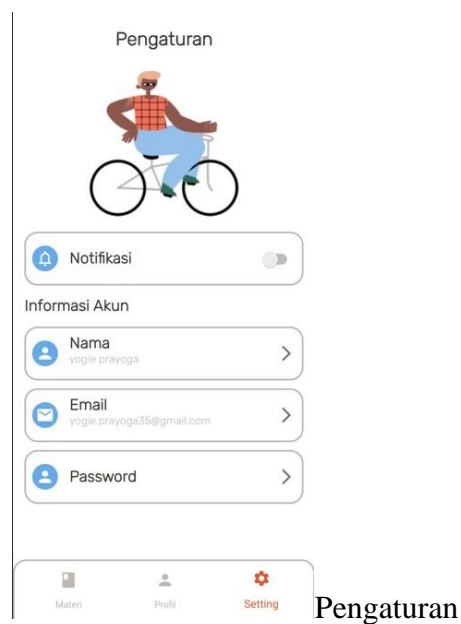 Pengaturan
Notifikasi
Informasi Akun
Nama
yogie prayoga
Email
yogie.prayoga35@gmail.com
Password
Materi Profil Setting
Pengaturan